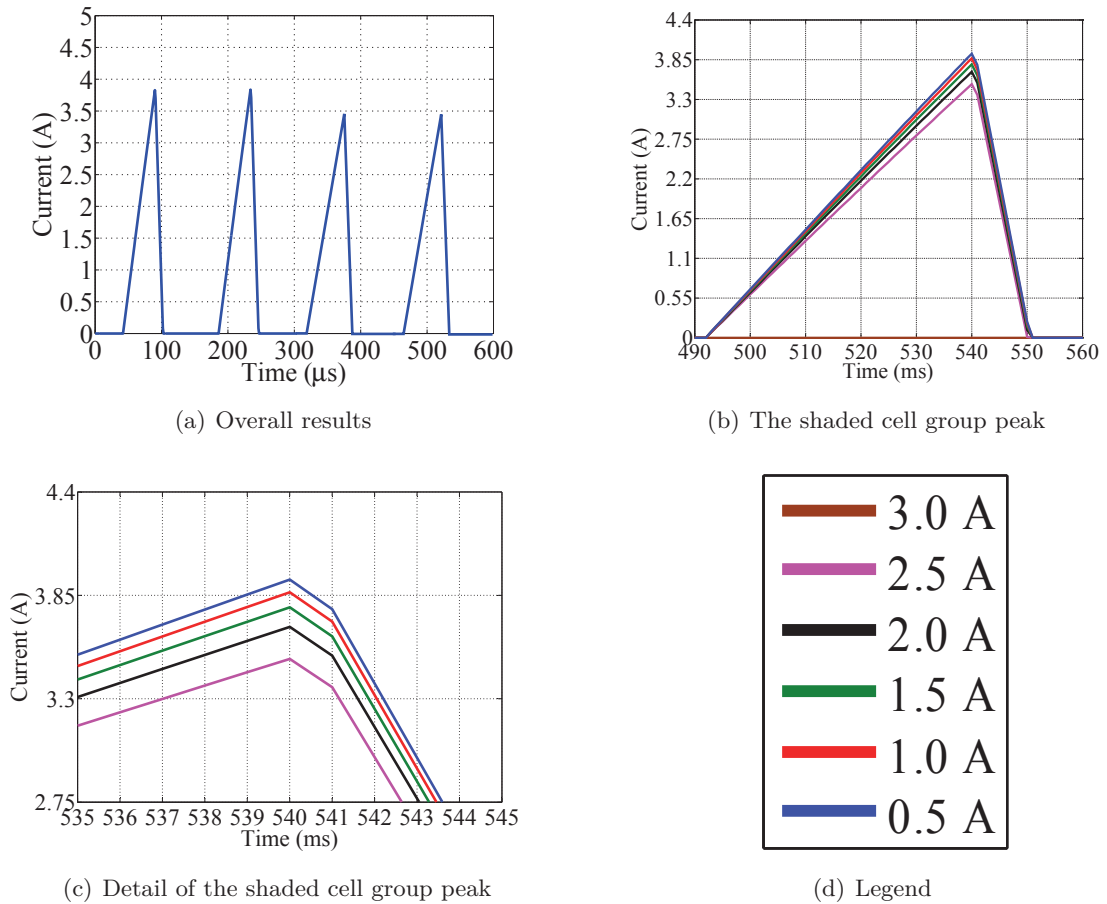 5
4.5
4
3.5
3
2.5
2
1.5
1
0.5
0
Current (A)
0 100 200 300 400 500 600
Time (μs)
(a) Overall results
4.4
3.85
3.3
2.75
2.2
1.65
1.1
0.55
0
Current (A)
490 500 510 520 530 540 550 560
Time (ms)
(b) The shaded cell group peak
4.4
3.85
3.3
2.75
Current (A)
535 536 537 538 539 540 541 542 543 544 545
Time (ms)
(c) Detail of the shaded cell group peak
3.0 A
2.5 A
2.0 A
1.5 A
1.0 A
0.5 A
(d) Legend